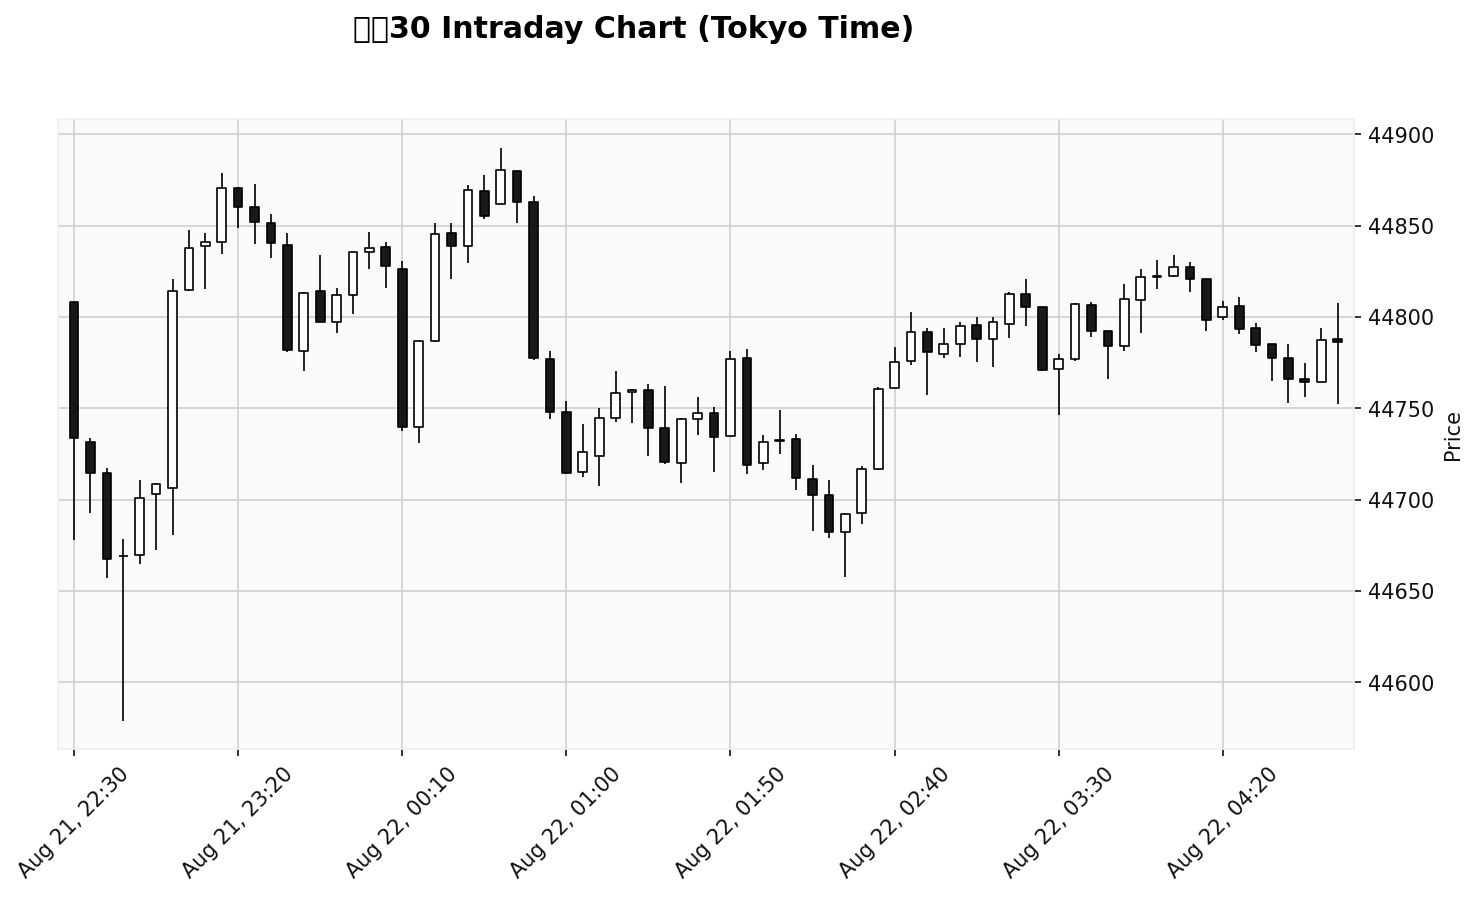 30 Intraday Chart (Tokyo Time)
44900
44850
44800
44750
44700
44650
44600
Price
Aug 21, 22:30
Aug 21, 23:20
Aug 22, 00:10
Aug 22, 01:00
Aug 22, 01:50
Aug 22, 02:40
Aug 22, 03:30
Aug 22, 04:20